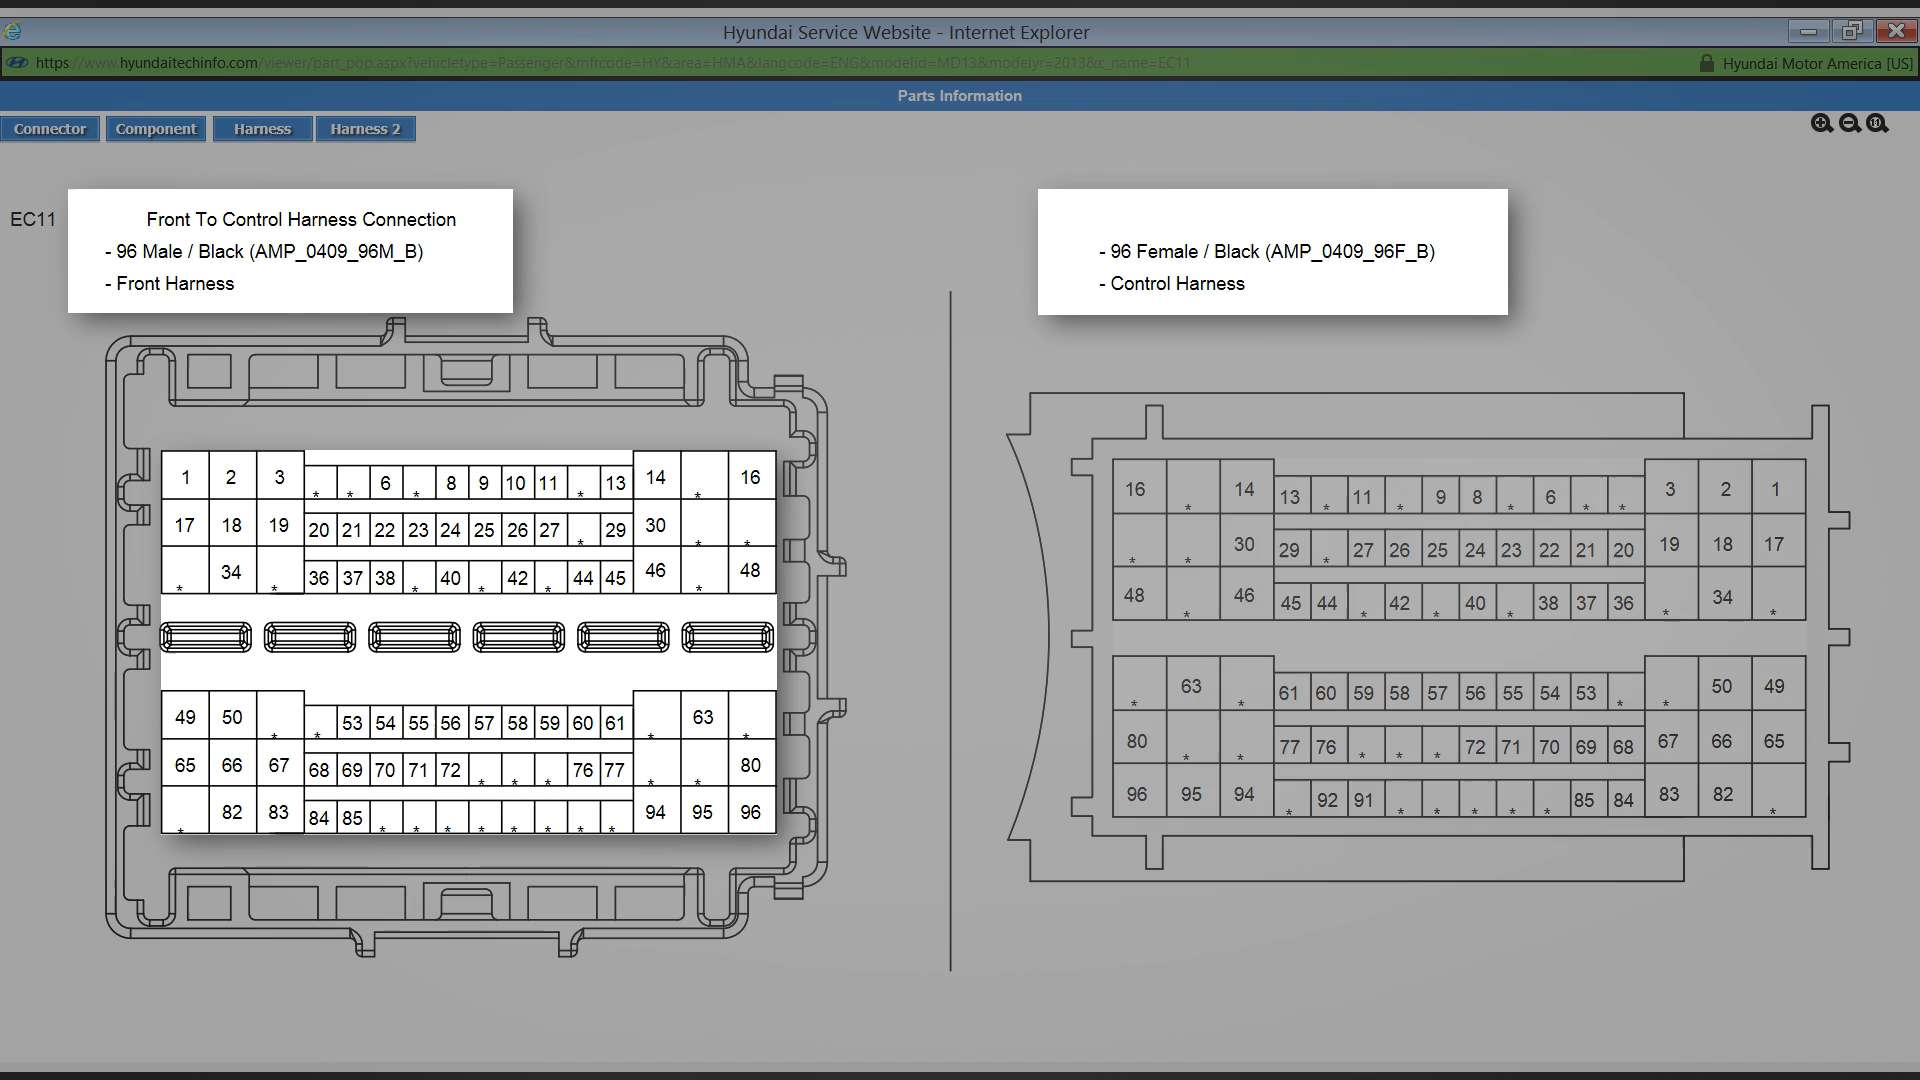 Hyundai Service Website - Internet Explorer
https://www.hyundaitechinfo.com/viewer/part_pop.aspx?vehicletype=Passenger&mfrcode=HY&area=HMA&langcode=ENG&modelid=MD13&modelyr=2013&c_name=EC11
Hyundai Motor America [US]
Parts Information
Connector Component Harness Harness 2
EC11
Front To Control Harness Connection
- 96 Male / Black (AMP_0409_96M_B)
- Front Harness
1 2 3 * * 6 * 8 9 10 11 * 13 14 * 16
17 18 19 20 21 22 23 24 25 26 27 * 29 30 * *
* 34 * 36 37 38 * 40 * 42 * 44 45 46 * 48
49 50 * * 53 54 55 56 57 58 59 60 61 * 63 *
65 66 67 68 69 70 71 72 * * * 76 77 * * 80
* 82 83 84 85 * * * * * * * * 94 95 96
- 96 Female / Black (AMP_0409_96F_B)
- Control Harness
16 * 14 13 * 11 * 9 8 * 6 * * 3 2 1
* * 30 29 * 27 26 25 24 23 22 21 20 19 18 17
48 * 46 45 44 * 42 * 40 * 38 37 36 * 34 *
* 63 * 61 60 59 58 57 56 55 54 53 * * 50 49
80 * * 77 76 * * * 72 71 70 69 68 67 66 65
96 95 94 * 92 91 * * * * * 85 84 83 82 *